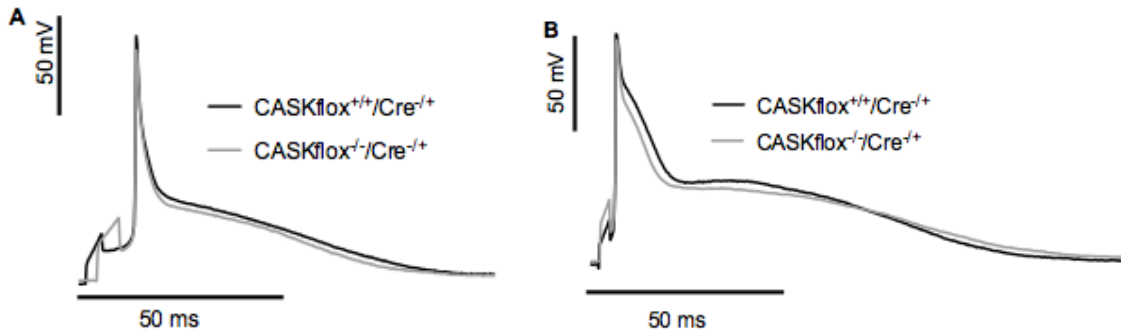 A
50 mV
CASKflox+/+/Cre-/+
CASKflox-/-/Cre-/+
50 ms
B
50 mV
CASKflox+/+/Cre-/+
CASKflox-/-/Cre-/+
50 ms